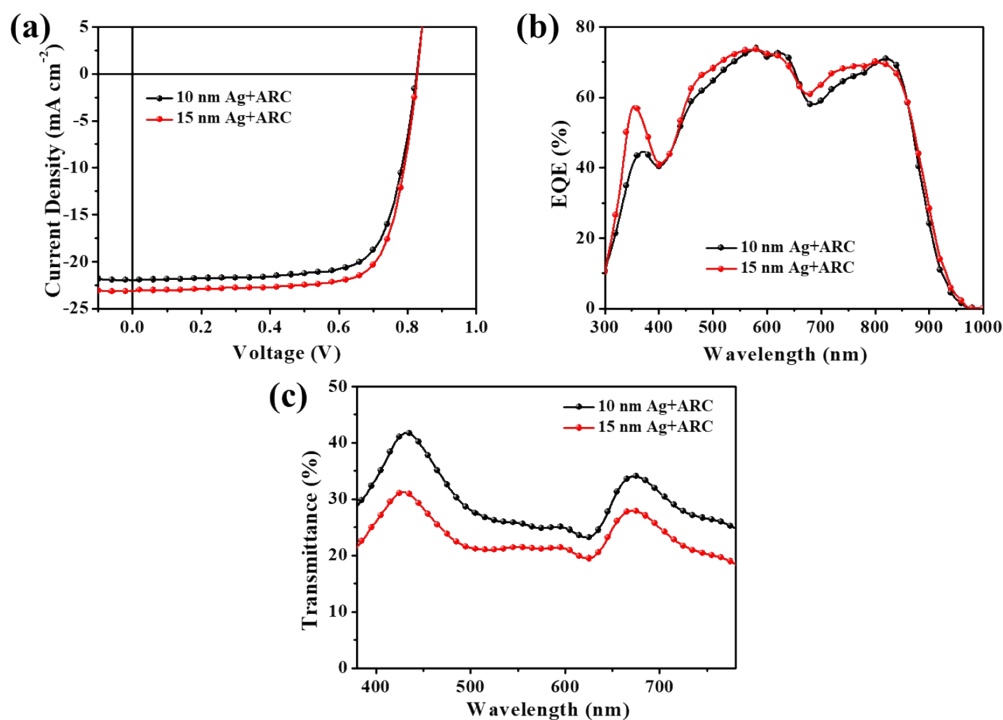 (a)
5
0
-5
-10
-15
-20
-25
Current Density (mA cm-2)
10 nm Ag+ARC
15 nm Ag+ARC
0.0
0.2
0.4
0.6
0.8
1.0
Voltage (V)
(b)
80
60
40
20
0
EQE (%)
10 nm Ag+ARC
15 nm Ag+ARC
300
400
500
600
700
800
900
1000
Wavelength (nm)
(c)
50
40
30
20
10
0
Transmittance (%)
10 nm Ag+ARC
15 nm Ag+ARC
400
500
600
700
Wavelength (nm)